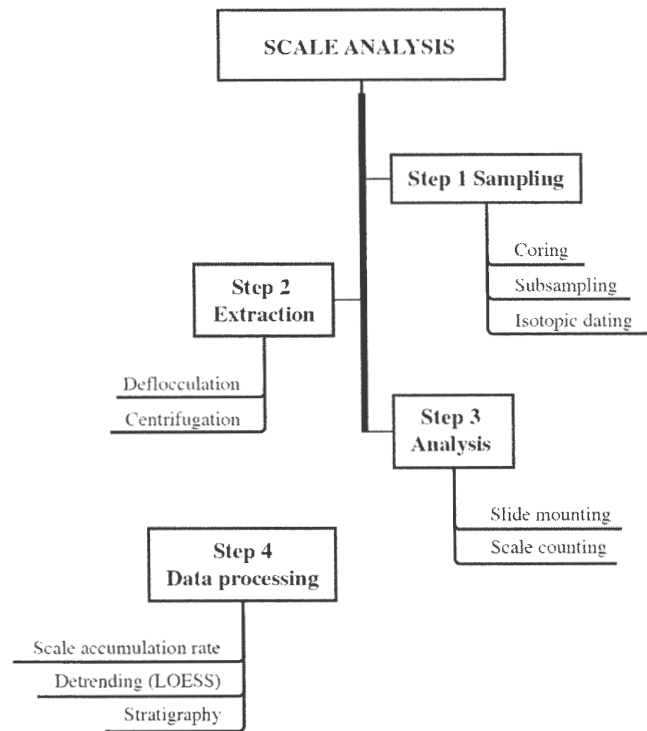 SCALE ANALYSIS
Step 1 Sampling
Coring
Subsampling
Isotopic dating
Step 2
Extraction
Deflocculation
Centrifugation
Step 3
Analysis
Slide mounting
Scale counting
Step 4
Data processing
Scale accumulation rate
Detrending (LOESS)
Stratigraphy